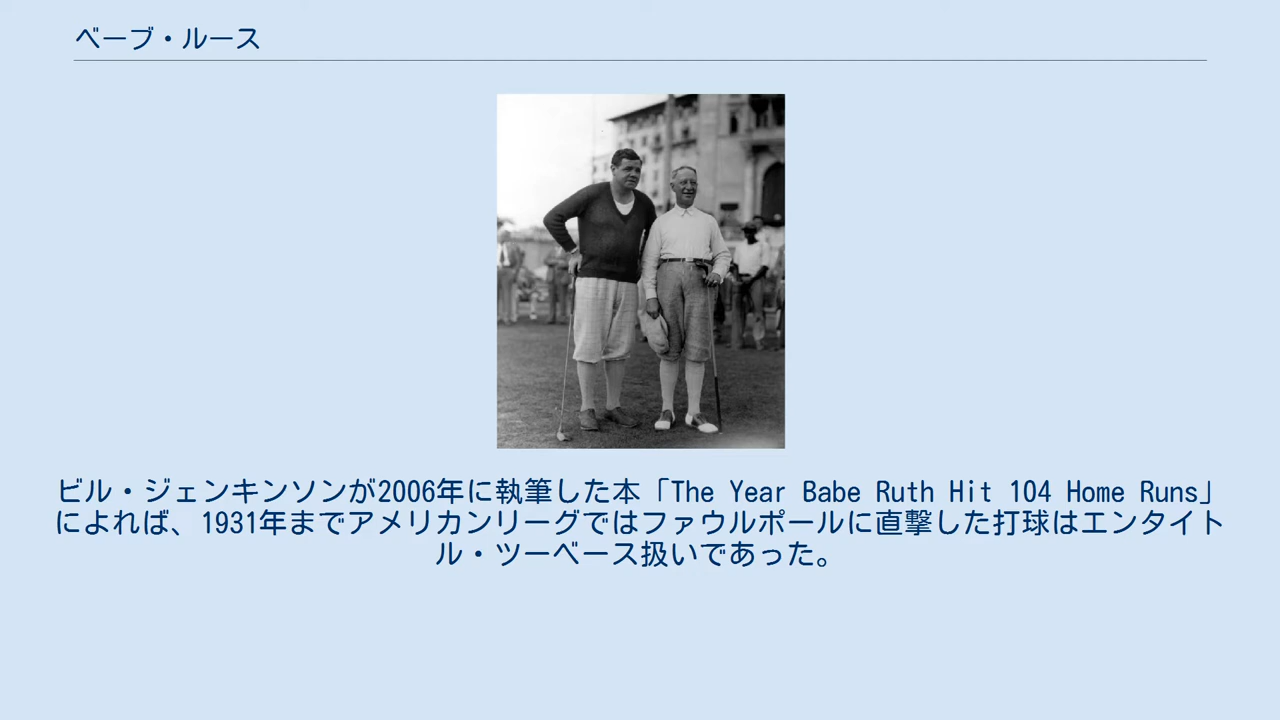 ベーブ・ルース
ビル・ジェンキンソンが2006年に執筆した本「The Year Babe Ruth Hit 104 Home Runs」
によれば、1931年までアメリカンリーグではファウルポールに直撃した打球はエンタイト
ル・ツーベース扱いであった。